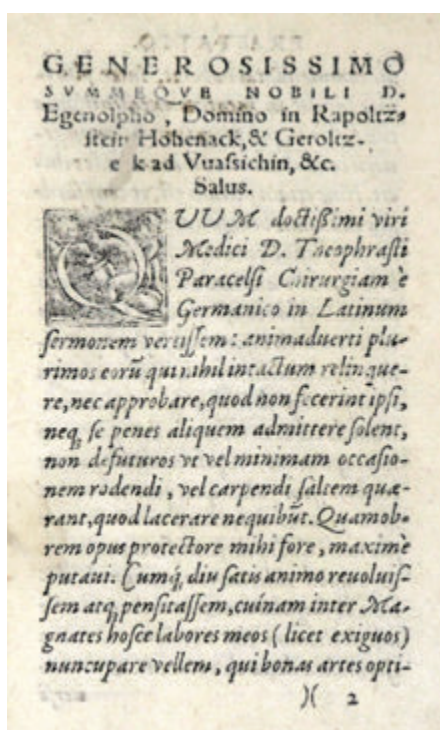 GENEROSISSIMO
SVMMEQVE NOBILI D.
Egenolpho, Domino in Rapoltz-
stein Hohenack, & Geroltz-
e k ad Vuassichin, &c.
Salus.
QUUM doctißimi viri
Medici D. Theophrasti
Paracelsi Chirurgiam è
Germanico in Latinum
sermonem vertissem: animaduerti plu-
rimos eorũ qui nihil intactum relinque-
re, nec approbare, quod non fecerint ipsi,
neq; se penes aliquem admittere solent,
non defuturos vt vel minimam occasio-
nem rodendi, vel carpendi saltem quæ-
rant, quod lacerare nequibũt. Quamob-
rem opus protectore mihi fore, maximè
putaui. Cumq́; diu satis animo reuoluis-
sem atq; pensitassem, cuinam inter Ma-
gnates hosce labores meos (licet exiguos)
nuncupare vellem, qui bonas artes opti-
)( 2